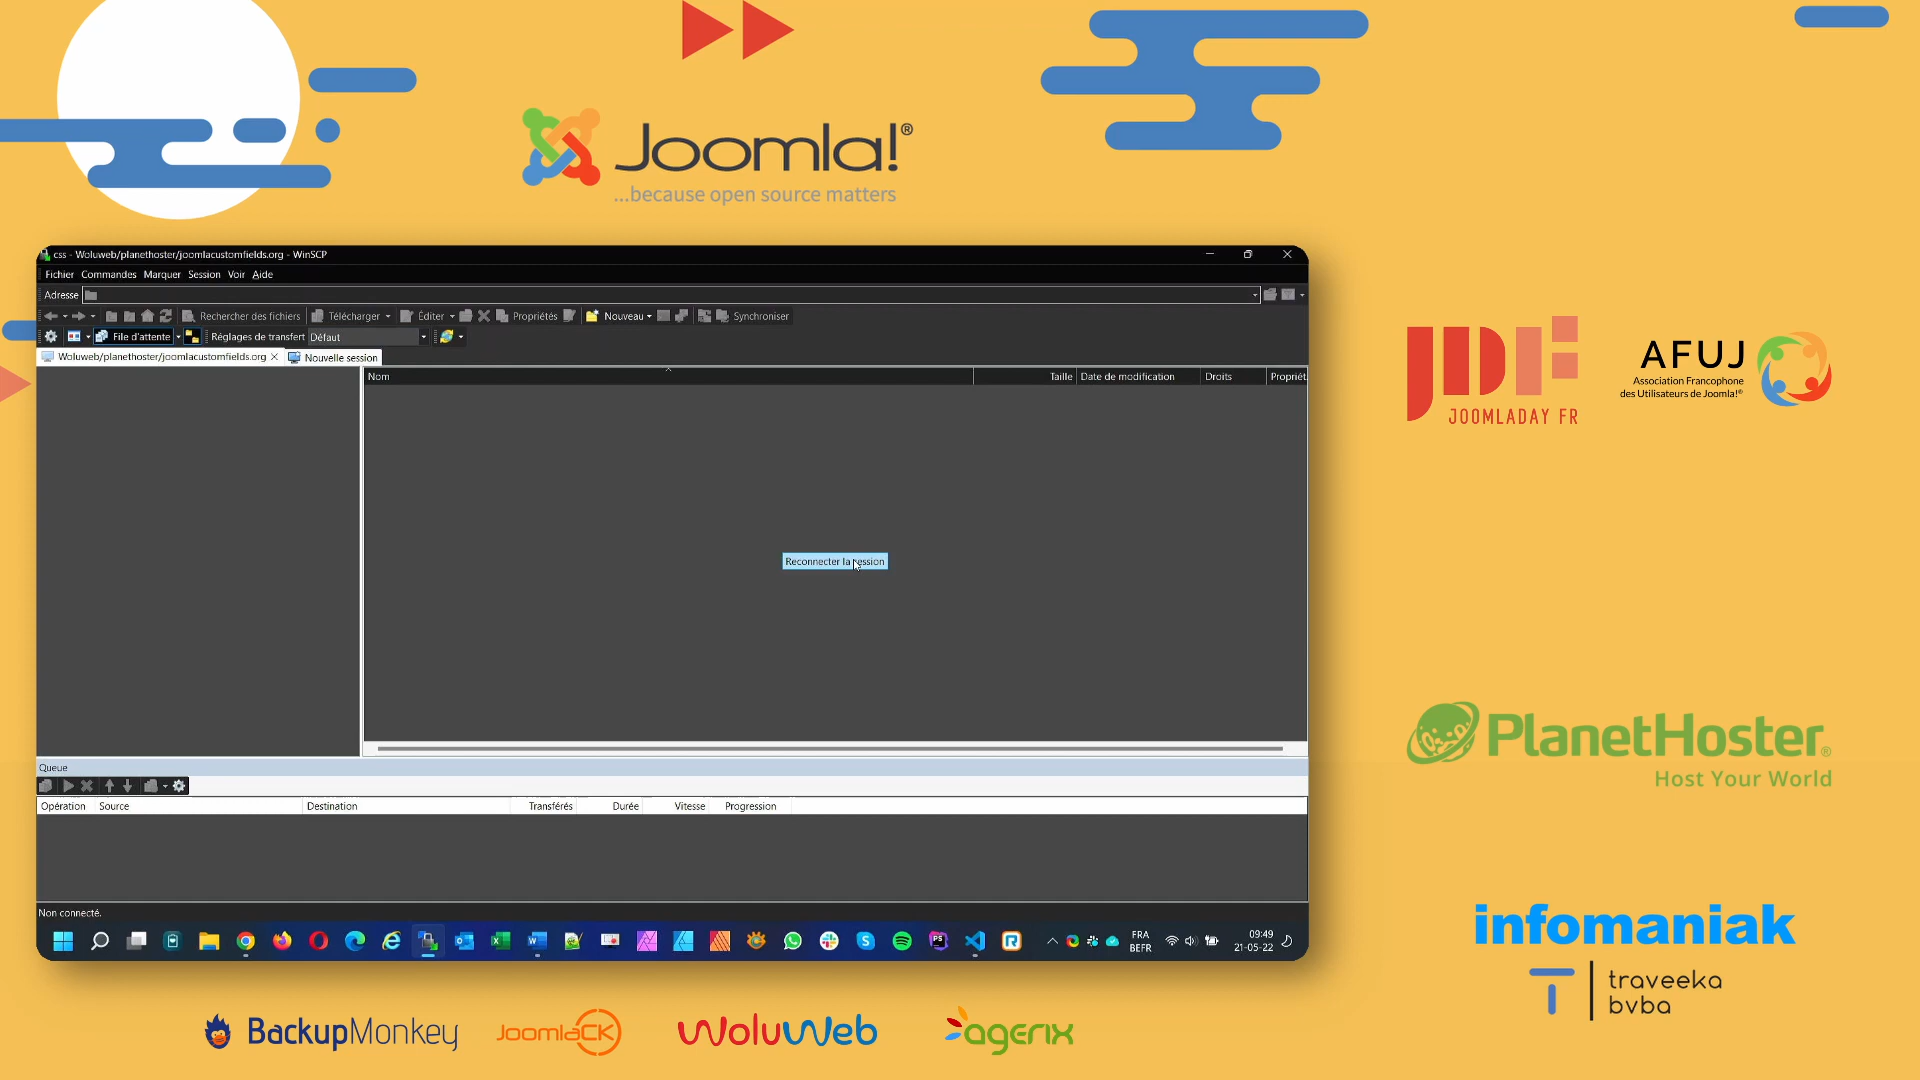 Joomla!®
...because open source matters
css - Woluweb/planethoster/joomlacustomfields.org - WinSCP
Fichier Commandes Marquer Session Voir Aide
Adresse
Rechercher des fichiers Télécharger Éditer Propriétés Nouveau Synchroniser
File d'attente Réglages de transfert Défaut
Woluweb/planethoster/joomlacustomfields.org Nouvelle session
Nom Taille Date de modification Droits Propriét
Reconnecter la session
Queue
Opération Source Destination Transférés Durée Vitesse Progression
Non connecté.
FRA
BEFR
09:49
21-05-22
JDF
JOOMLADAY FR
AFUJ
Association Francophone
des Utilisateurs de Joomla!®
PlanetHoster®
Host Your World
infomaniak
traveeka
bvba
BackupMonkey JoomlaCK WoluWeb agerix